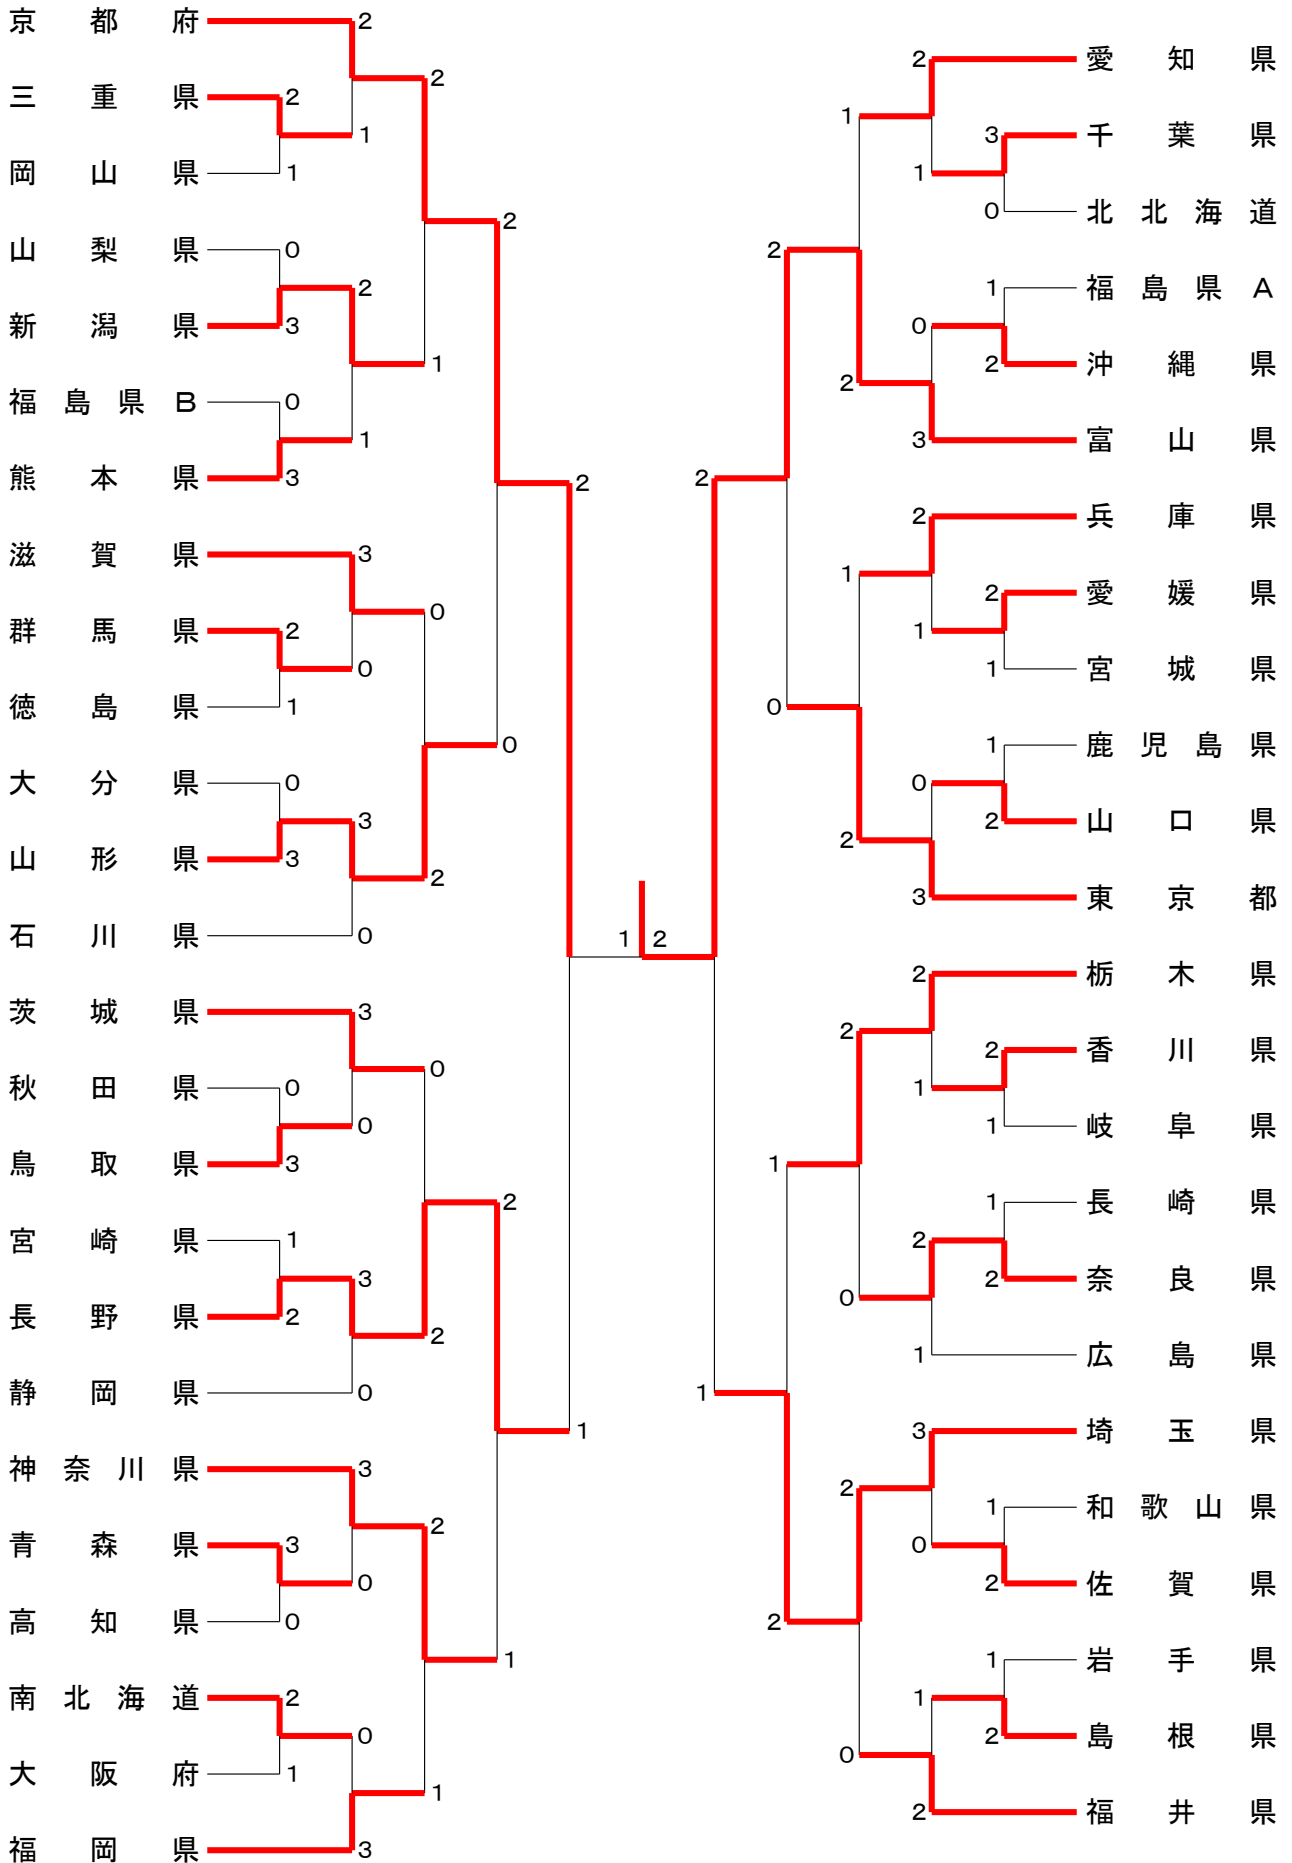 京都府 2
2
三重県 2
1
岡山県 1
2
山梨県 0
2
新潟県 3
1
福島県B 0
1
熊本県 3
2
滋賀県 3
0
群馬県 2
0
徳島県 1
0
大分県 0
3
山形県 3
2
石川県 0
1
茨城県 3
0
秋田県 0
0
鳥取県 3
2
宮崎県 1
3
長野県 2
2
静岡県 0
1
神奈川県 3
2
青森県 3
0
高知県 0
1
南北海道 2
0
大阪府 1
1
福岡県 3
2 愛知県
1
3 千葉県
1
0 北北海道
2
1 福島県A
0
2 沖縄県
2
3 富山県
2
2 兵庫県
1
2 愛媛県
1
1 宮城県
0
1 鹿児島県
0
2 山口県
2
3 東京都
2
2 栃木県
2
2 香川県
1
1 岐阜県
1
1 長崎県
2
2 奈良県
0
1 広島県
1
3 埼玉県
2
1 和歌山県
0
2 佐賀県
2
1 岩手県
1
2 島根県
0
2 福井県